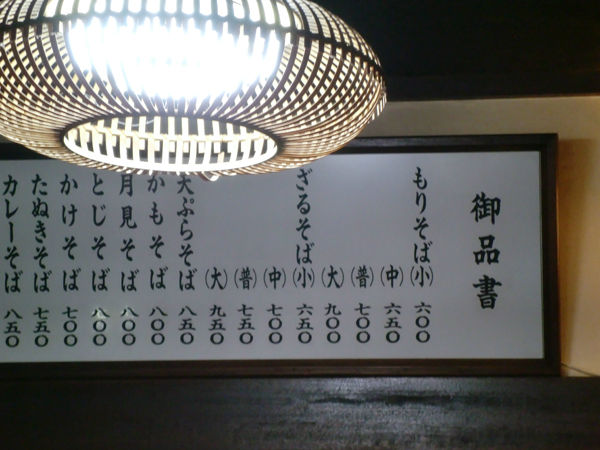 御品書
もりそば(小) 六〇〇
(中) 六五〇
(普) 七〇〇
(大) 九〇〇
ざるそば(小) 六五〇
(中) 七〇〇
(普) 七五〇
(大) 九五〇
天ぷらそば 八五〇
かもそば 八〇〇
月見そば 八〇〇
とじそば 八〇〇
かけそば 七〇〇
たぬきそば 七五〇
カレーそば 八五〇